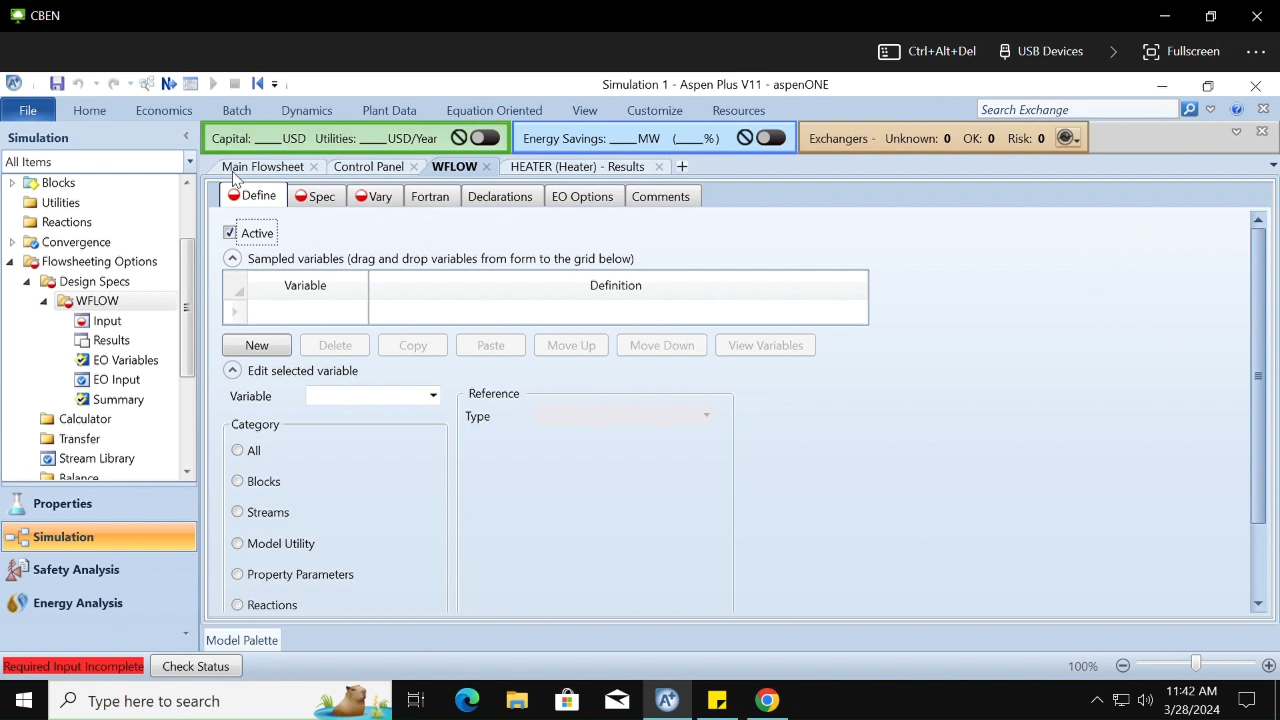 CBEN
Ctrl+Alt+Del USB Devices Fullscreen
Simulation 1 - Aspen Plus V11 - aspenONE
File Home Economics Batch Dynamics Plant Data Equation Oriented View Customize Resources Search Exchange
Simulation Capital: ____USD Utilities: ____USD/Year Energy Savings: ____MW (____%) Exchangers - Unknown: 0 OK: 0 Risk: 0
All Items Main Flowsheet Control Panel WFLOW HEATER (Heater) - Results
Blocks
Utilities
Reactions
Convergence
Flowsheeting Options
Design Specs
WFLOW
Input
Results
EO Variables
EO Input
Summary
Calculator
Transfer
Stream Library
Balance
Properties
Simulation
Safety Analysis
Energy Analysis
Define Spec Vary Fortran Declarations EO Options Comments
Active
Sampled variables (drag and drop variables from form to the grid below)
Variable Definition
New Delete Copy Paste Move Up Move Down View Variables
Edit selected variable
Variable
Category
All
Blocks
Streams
Model Utility
Property Parameters
Reactions
Reference
Type
Model Palette
Required Input Incomplete Check Status 100%
Type here to search
11:42 AM
3/28/2024